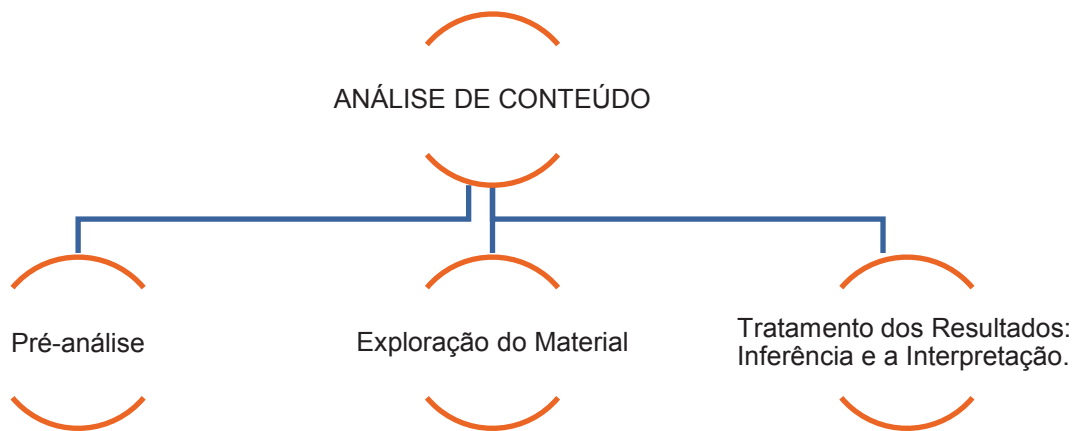 ANÁLISE DE CONTEÚDO
Pré-análise
Exploração do Material
Tratamento dos Resultados:
Inferência e a Interpretação.